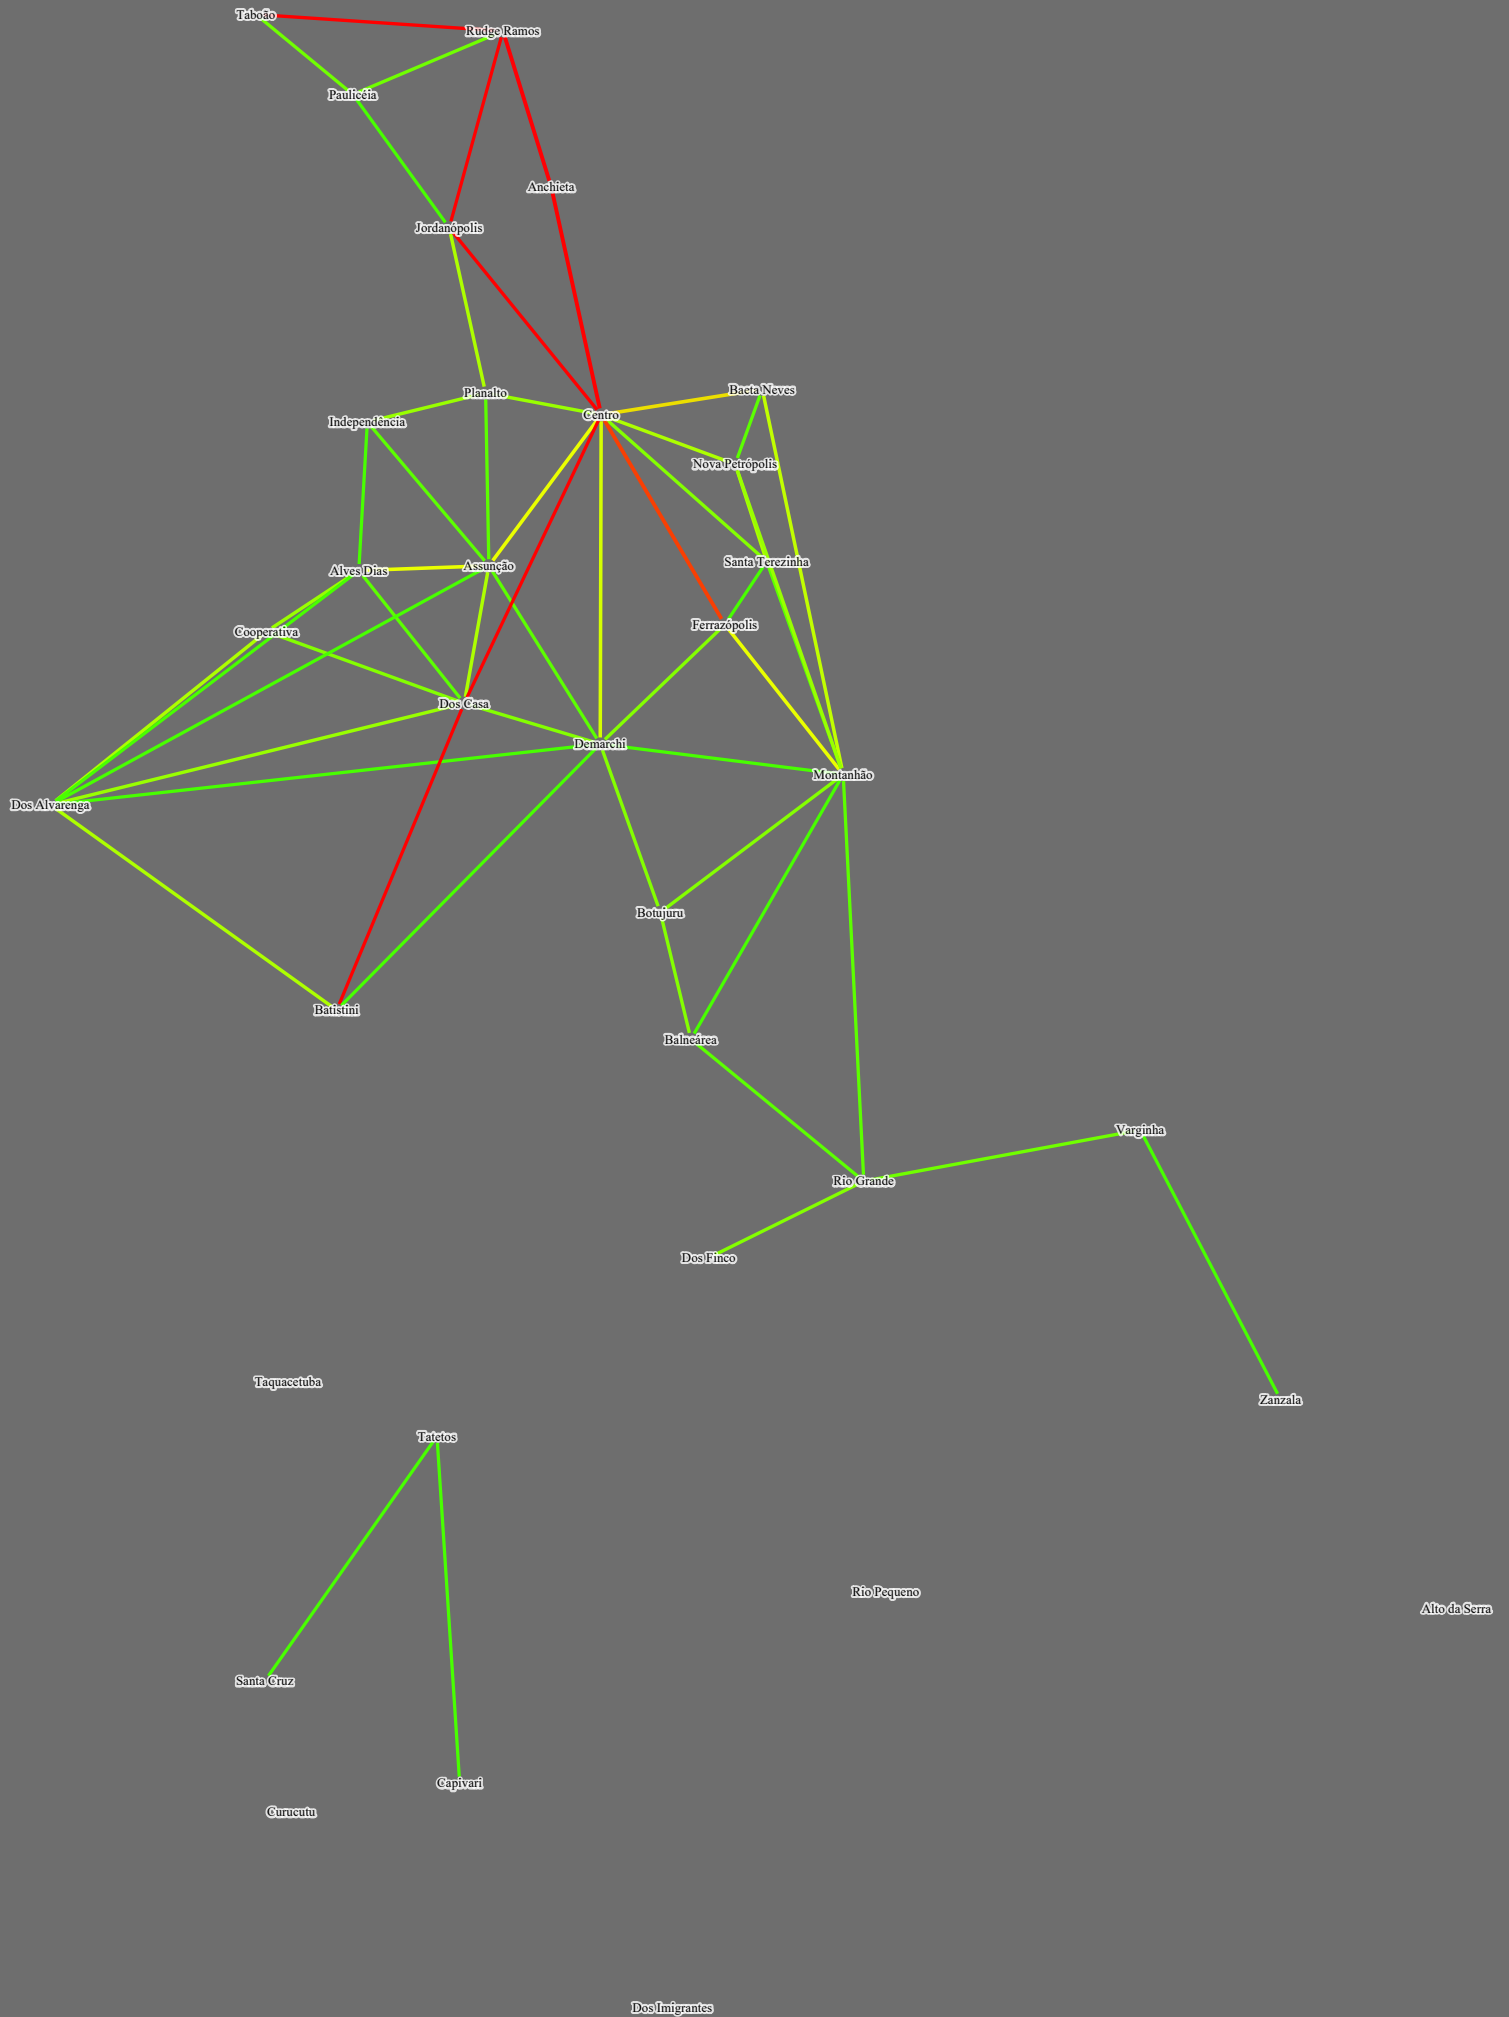 Taboão
Rudge Ramos
Paulicéia
Anchieta
Jordanópolis
Planalto
Baeta Neves
Centro
Independência
Nova Petrópolis
Santa Terezinha
Assunção
Alves Dias
Ferrazópolis
Cooperativa
Dos Casa
Demarchi
Montanhão
Dos Alvarenga
Botujuru
Batistini
Balneárea
Varginha
Rio Grande
Dos Finco
Taquacetuba
Zanzala
Tatetos
Rio Pequeno
Alto da Serra
Santa Cruz
Capivari
Curucutu
Dos Imigrantes